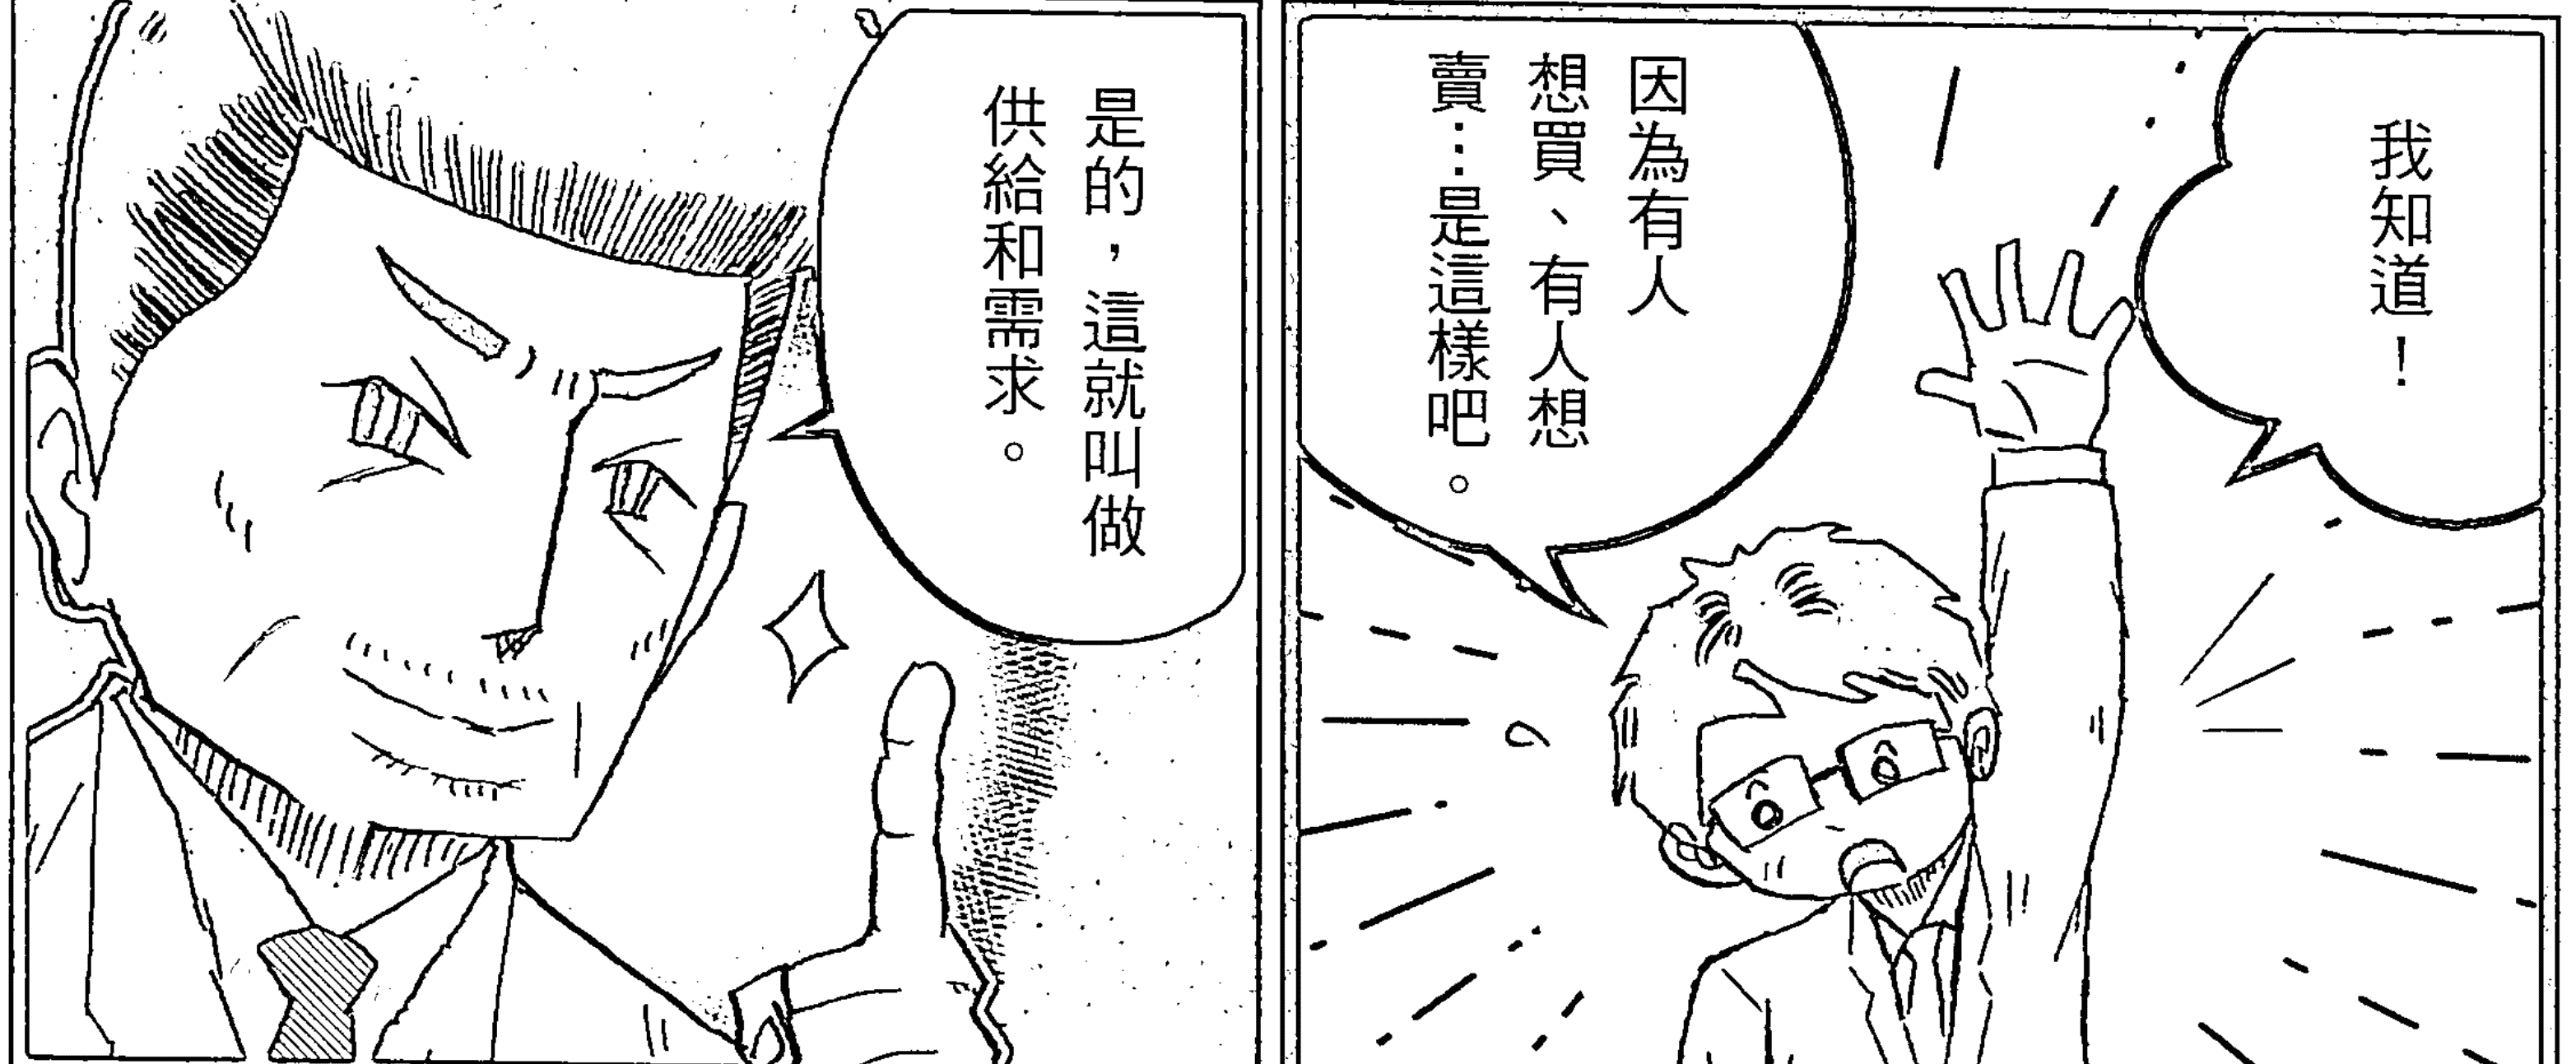 我知道！
因為有人
想買、有人想
賣…是這樣吧。
是的，這就叫做
供給和需求。